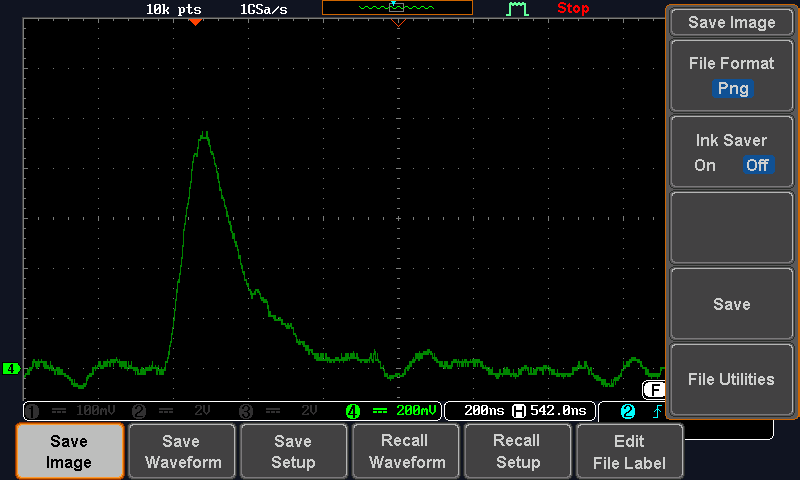 10k pts 1GSa/s Stop
Save Image
File Format
Png
Ink Saver
On Off
Save
File Utilities
4
F
1 100mV 2 2V 3 2V 4 200mV 200ns H 542.0ns 2
Save Image
Save Waveform
Save Setup
Recall Waveform
Recall Setup
Edit File Label